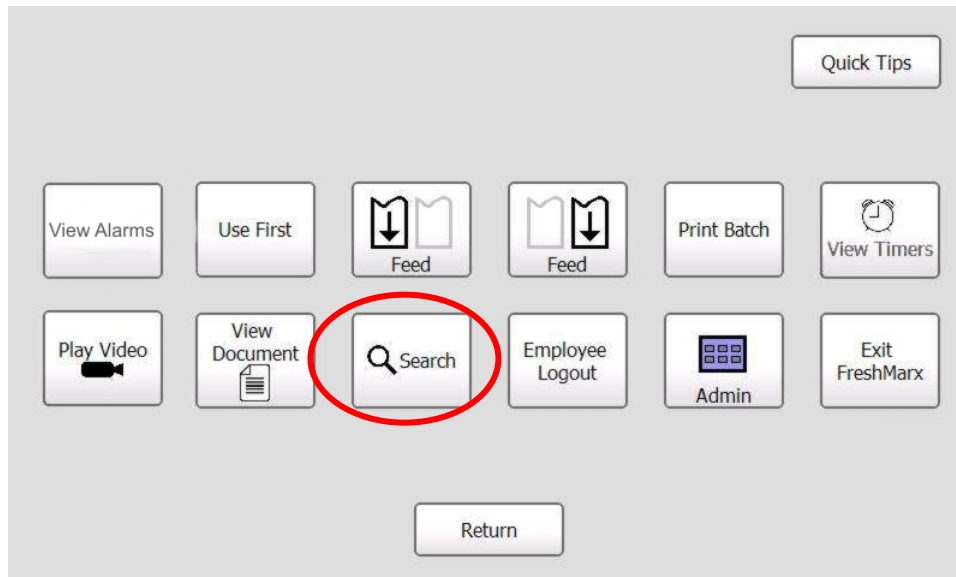 Quick Tips
View Alarms
Use First
Feed
Feed
Print Batch
View Timers
Play Video
View
Document
Search
Employee
Logout
Admin
Exit
FreshMarx
Return